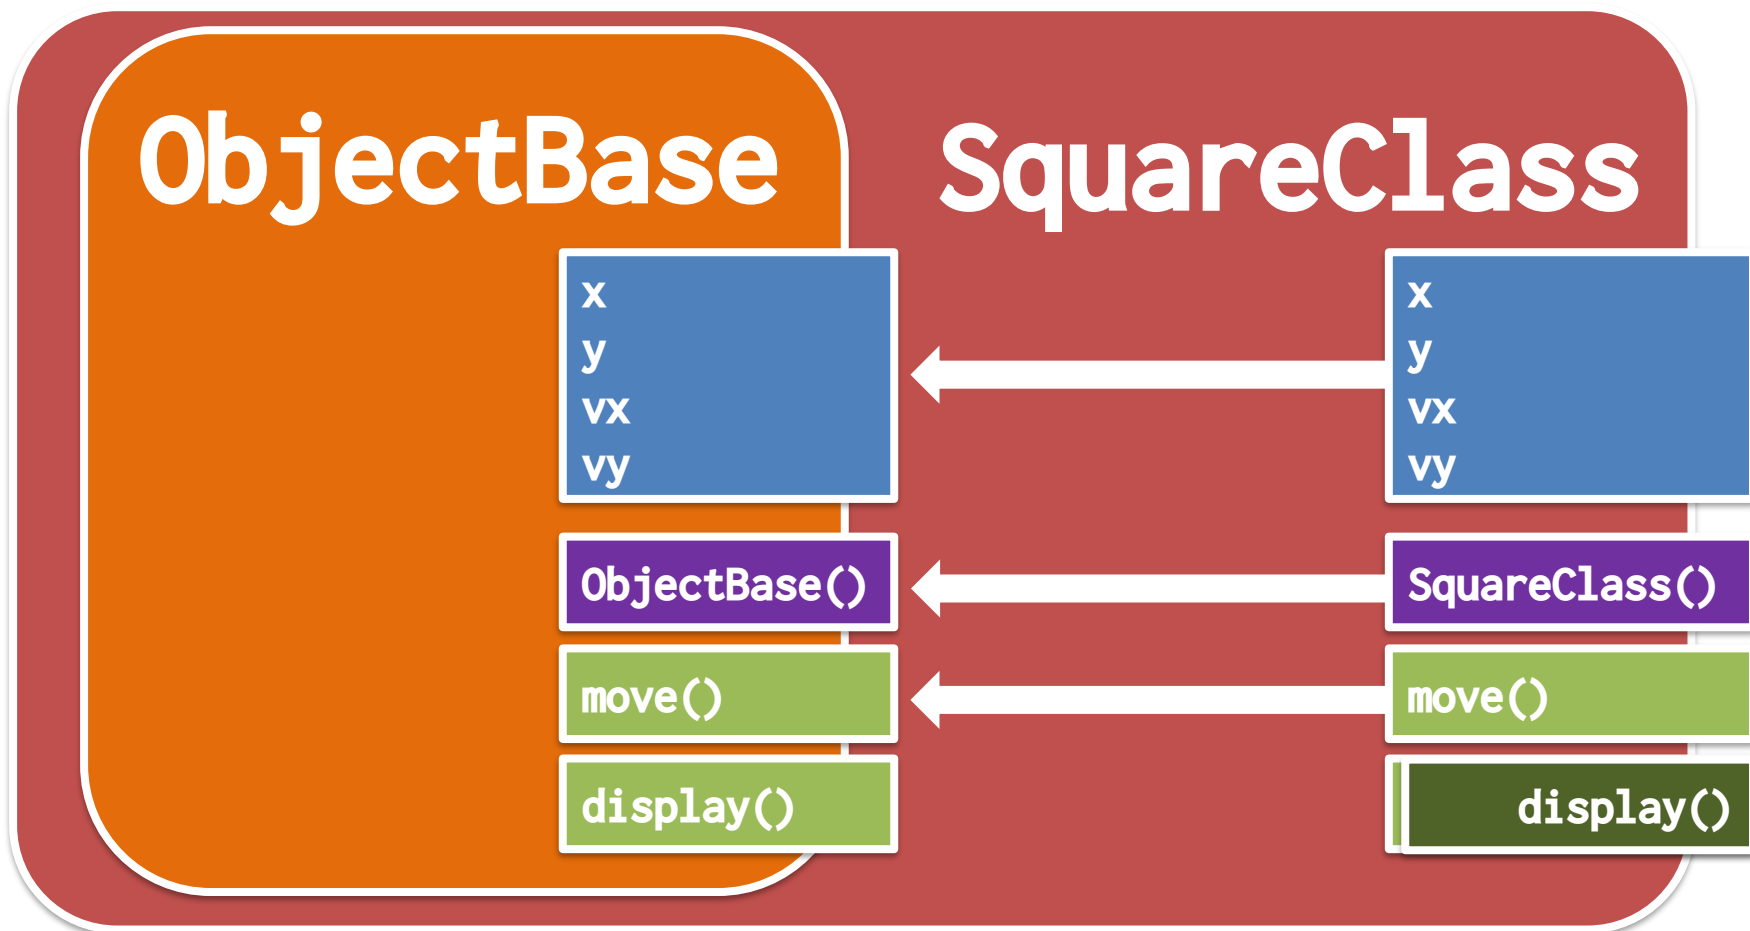 ObjectBase
SquareClass
x
y
vx
vy
x
y
vx
vy
ObjectBase()
SquareClass()
move()
move()
display()
display()